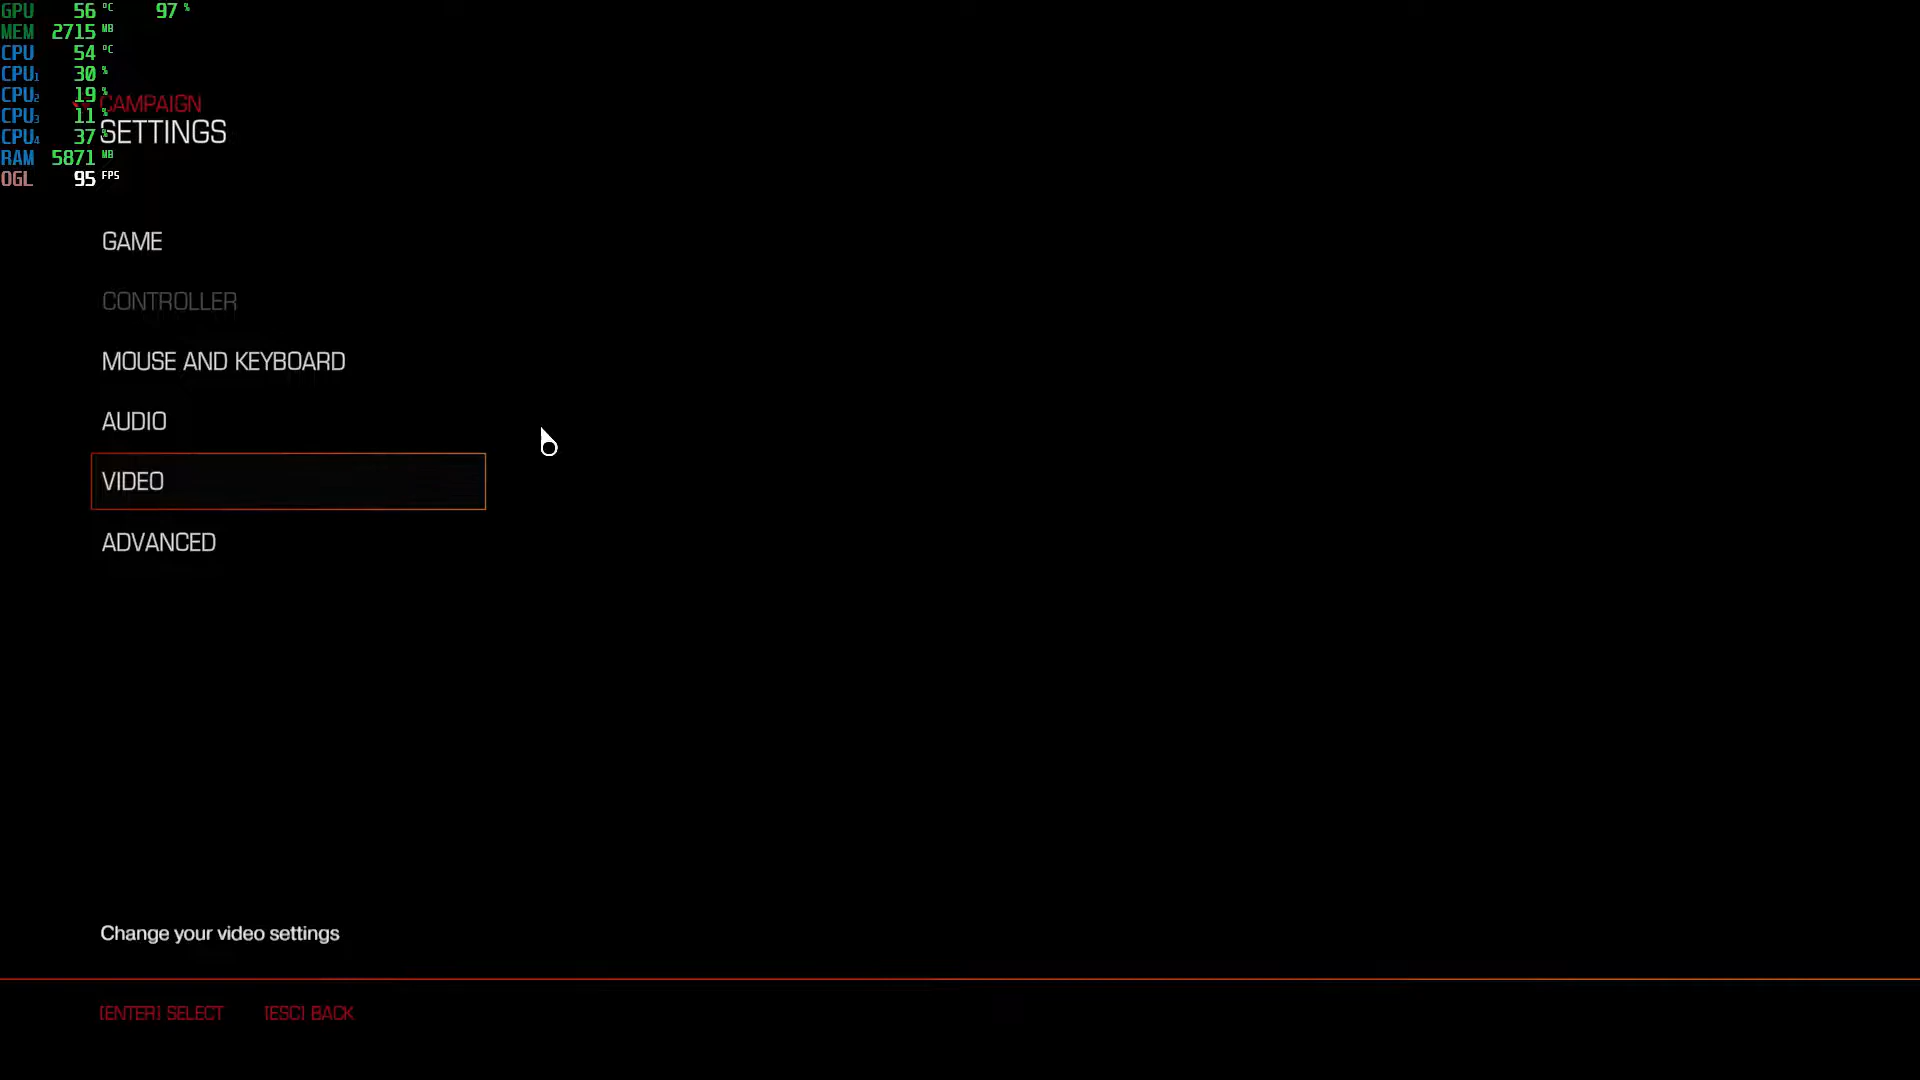 GPU 56 °C 97 %
MEM 2715 MB
CPU 54 °C
CPU1 30 %
CPU2 19 %
CPU3 11 %
CPU4 37 %
RAM 5871 MB
OGL 95 FPS
CAMPAIGN
SETTINGS
GAME
CONTROLLER
MOUSE AND KEYBOARD
AUDIO
VIDEO
ADVANCED
Change your video settings
[ENTER] SELECT [ESC] BACK